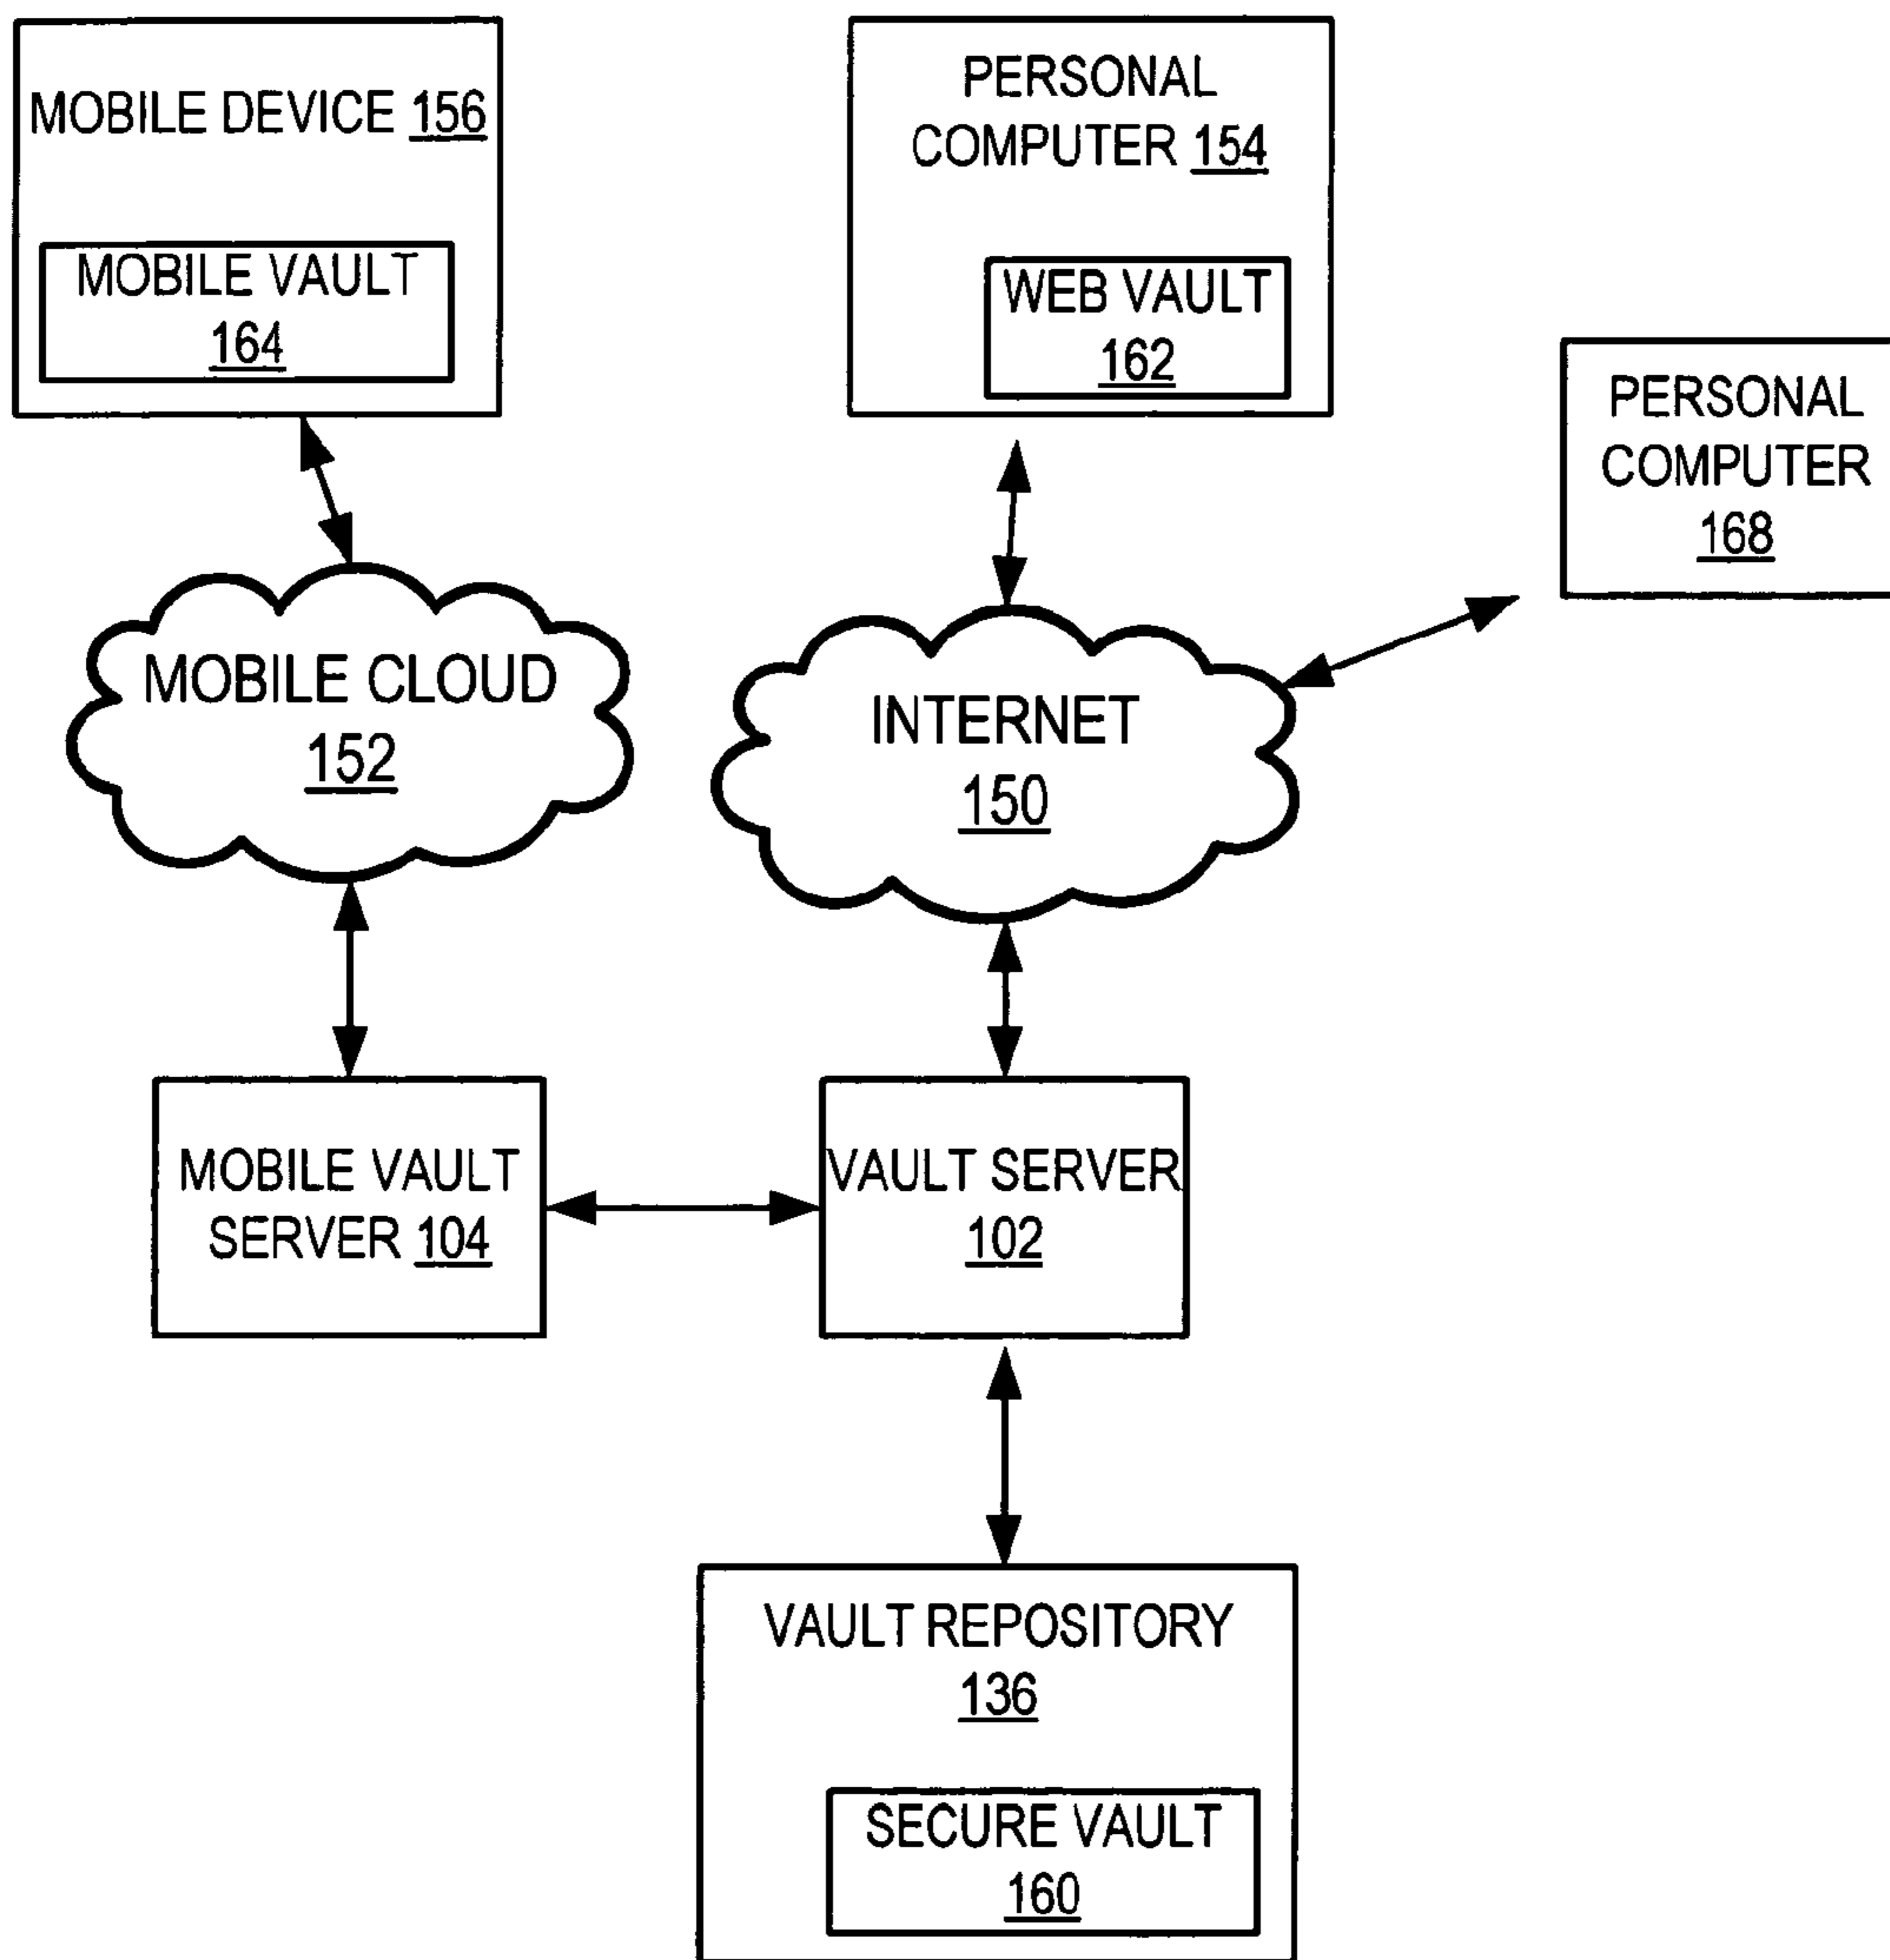 MOBILE DEVICE 156
MOBILE VAULT
164
PERSONAL
COMPUTER 154
WEB VAULT
162
PERSONAL
COMPUTER
168
MOBILE CLOUD
152
INTERNET
150
MOBILE VAULT
SERVER 104
VAULT SERVER
102
VAULT REPOSITORY
136
SECURE VAULT
160